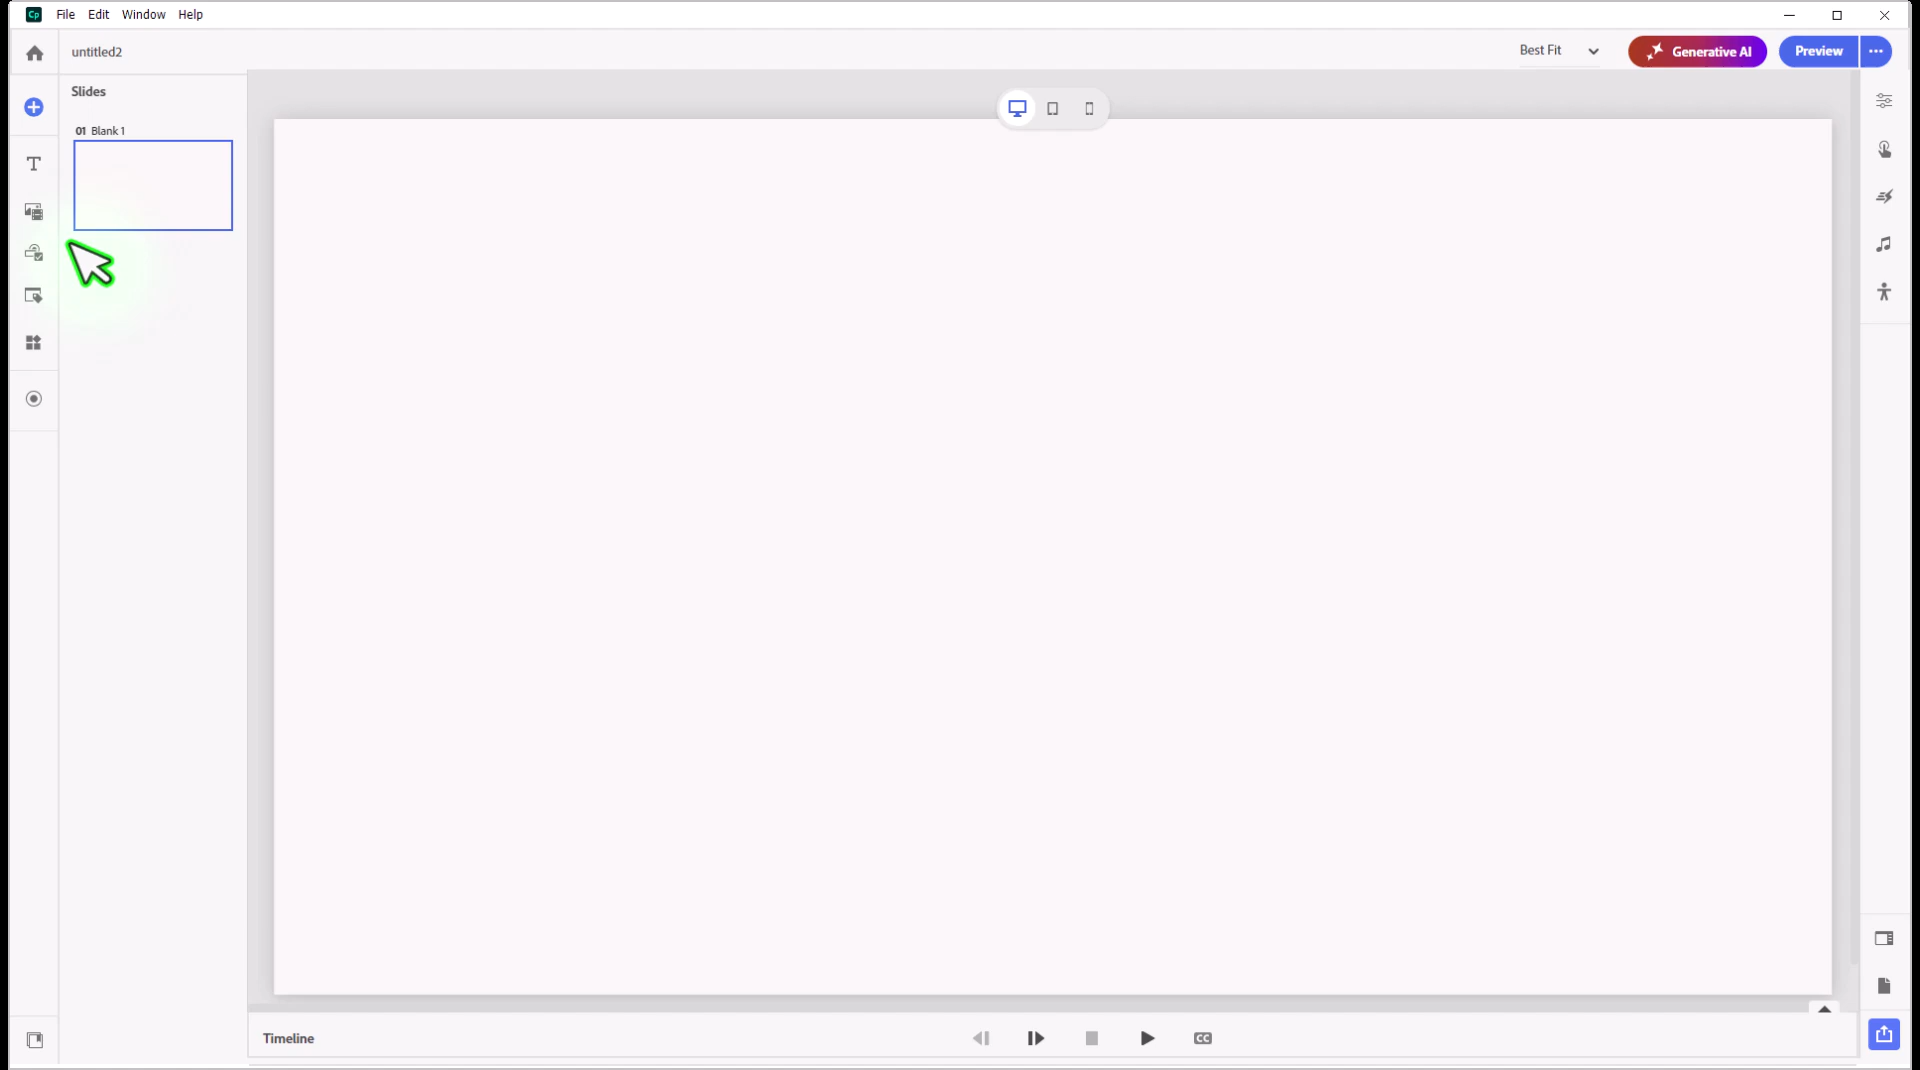 Cp File Edit Window Help
untitled2
Best Fit
Generative AI
Preview
Slides
01 Blank 1
T
Timeline
CC